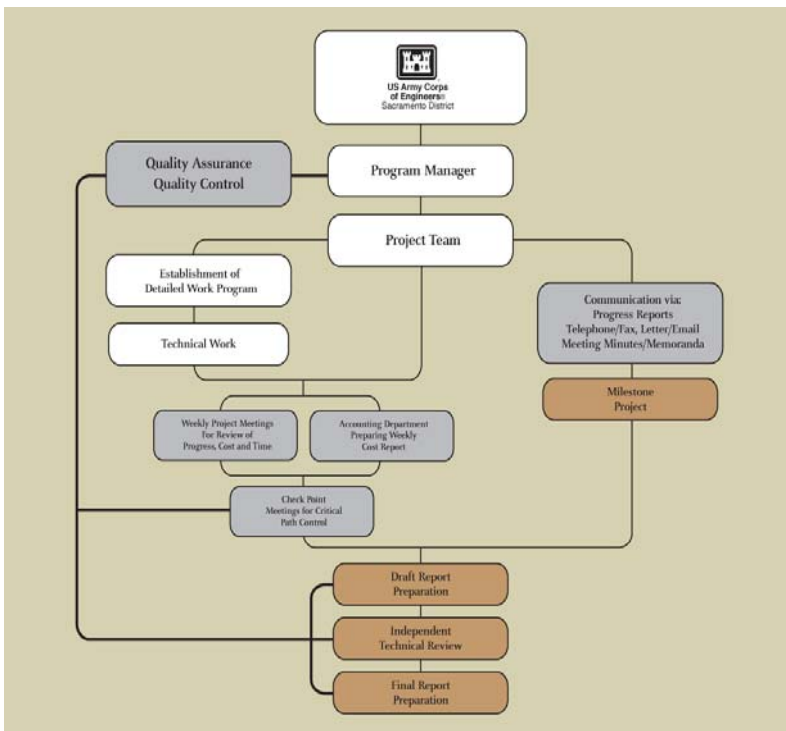 US Army Corps
of Engineers®
Sacramento District
Quality Assurance
Quality Control
Program Manager
Project Team
Establishment of
Detailed Work Program
Technical Work
Communication via:
Progress Reports
Telephone/Fax, Letter/Email
Meeting Minutes/Memoranda
Milestone
Project
Weekly Project Meetings
For Review of
Progress, Cost and Time
Accounting Department
Preparing Weekly
Cost Report
Check Point
Meetings for Critical
Path Control
Draft Report
Preparation
Independent
Technical Review
Final Report
Preparation